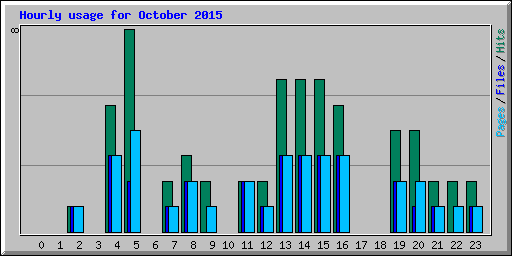 Hourly usage for October 2015
8
Pages / Files / Hits
0 1 2 3 4 5 6 7 8 9 10 11 12 13 14 15 16 17 18 19 20 21 22 23